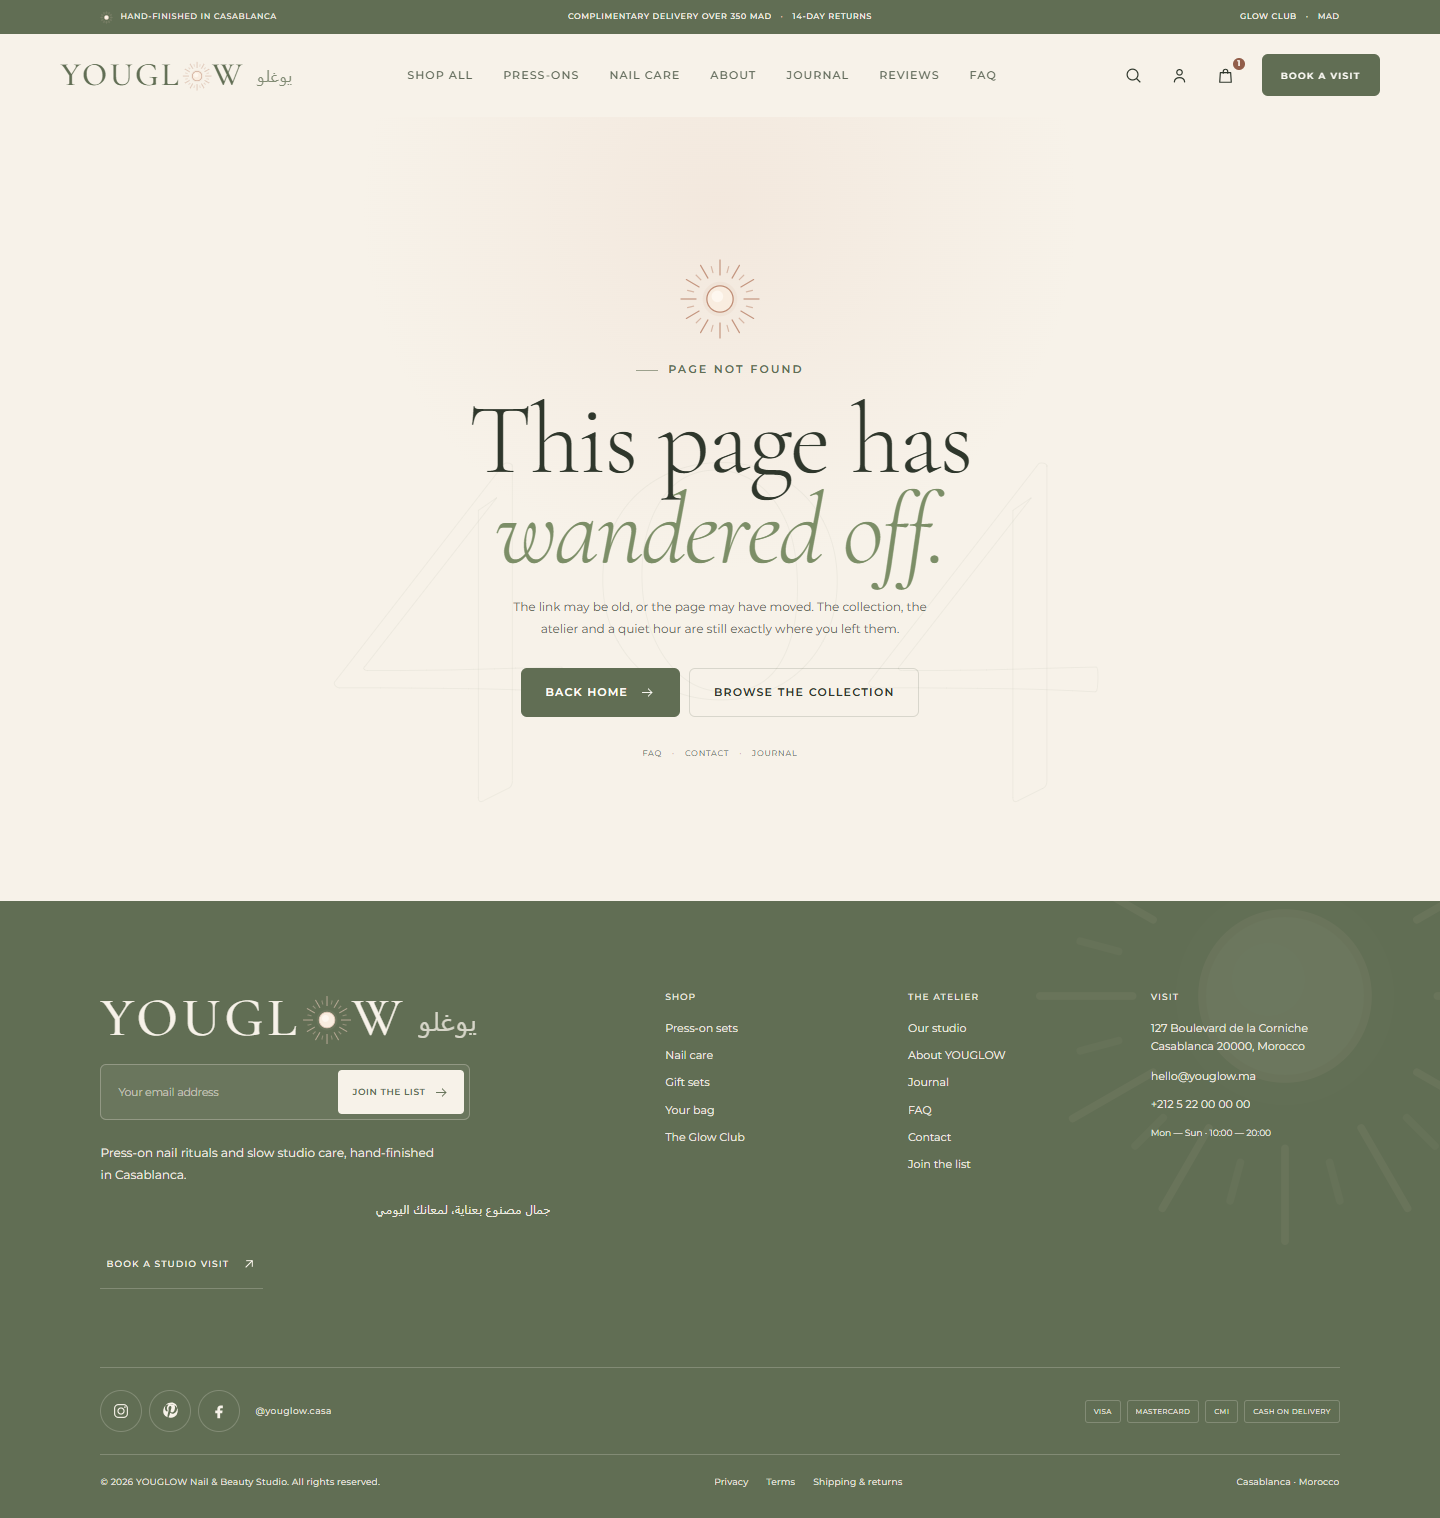 HAND-FINISHED IN CASABLANCA
COMPLIMENTARY DELIVERY OVER 350 MAD · 14-DAY RETURNS
GLOW CLUB · MAD
YOUGLOW يوغلو
SHOP ALL PRESS-ONS NAIL CARE ABOUT JOURNAL REVIEWS FAQ
1
BOOK A VISIT
404
PAGE NOT FOUND
This page has
wandered off.
The link may be old, or the page may have moved. The collection, the
atelier and a quiet hour are still exactly where you left them.
BACK HOME
BROWSE THE COLLECTION
FAQ · CONTACT · JOURNAL
YOUGLOW يوغلو
Your email address
JOIN THE LIST
Press-on nail rituals and slow studio care, hand-finished
in Casablanca.
جمال مصنوع بعناية، لمعانك اليومي
BOOK A STUDIO VISIT
SHOP
Press-on sets
Nail care
Gift sets
Your bag
The Glow Club
THE ATELIER
Our studio
About YOUGLOW
Journal
FAQ
Contact
Join the list
VISIT
127 Boulevard de la Corniche
Casablanca 20000, Morocco
hello@youglow.ma
+212 5 22 00 00 00
Mon — Sun · 10:00 — 20:00
@youglow.casa
VISA MASTERCARD CMI CASH ON DELIVERY
© 2026 YOUGLOW Nail & Beauty Studio. All rights reserved.
Privacy Terms Shipping & returns
Casablanca · Morocco